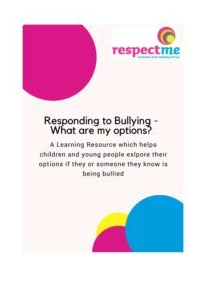 respectme
Responding to Bullying -
What are my options?
A Learning Resource which helps
children and young people exlpore their
options if they or someone they know is
being bullied